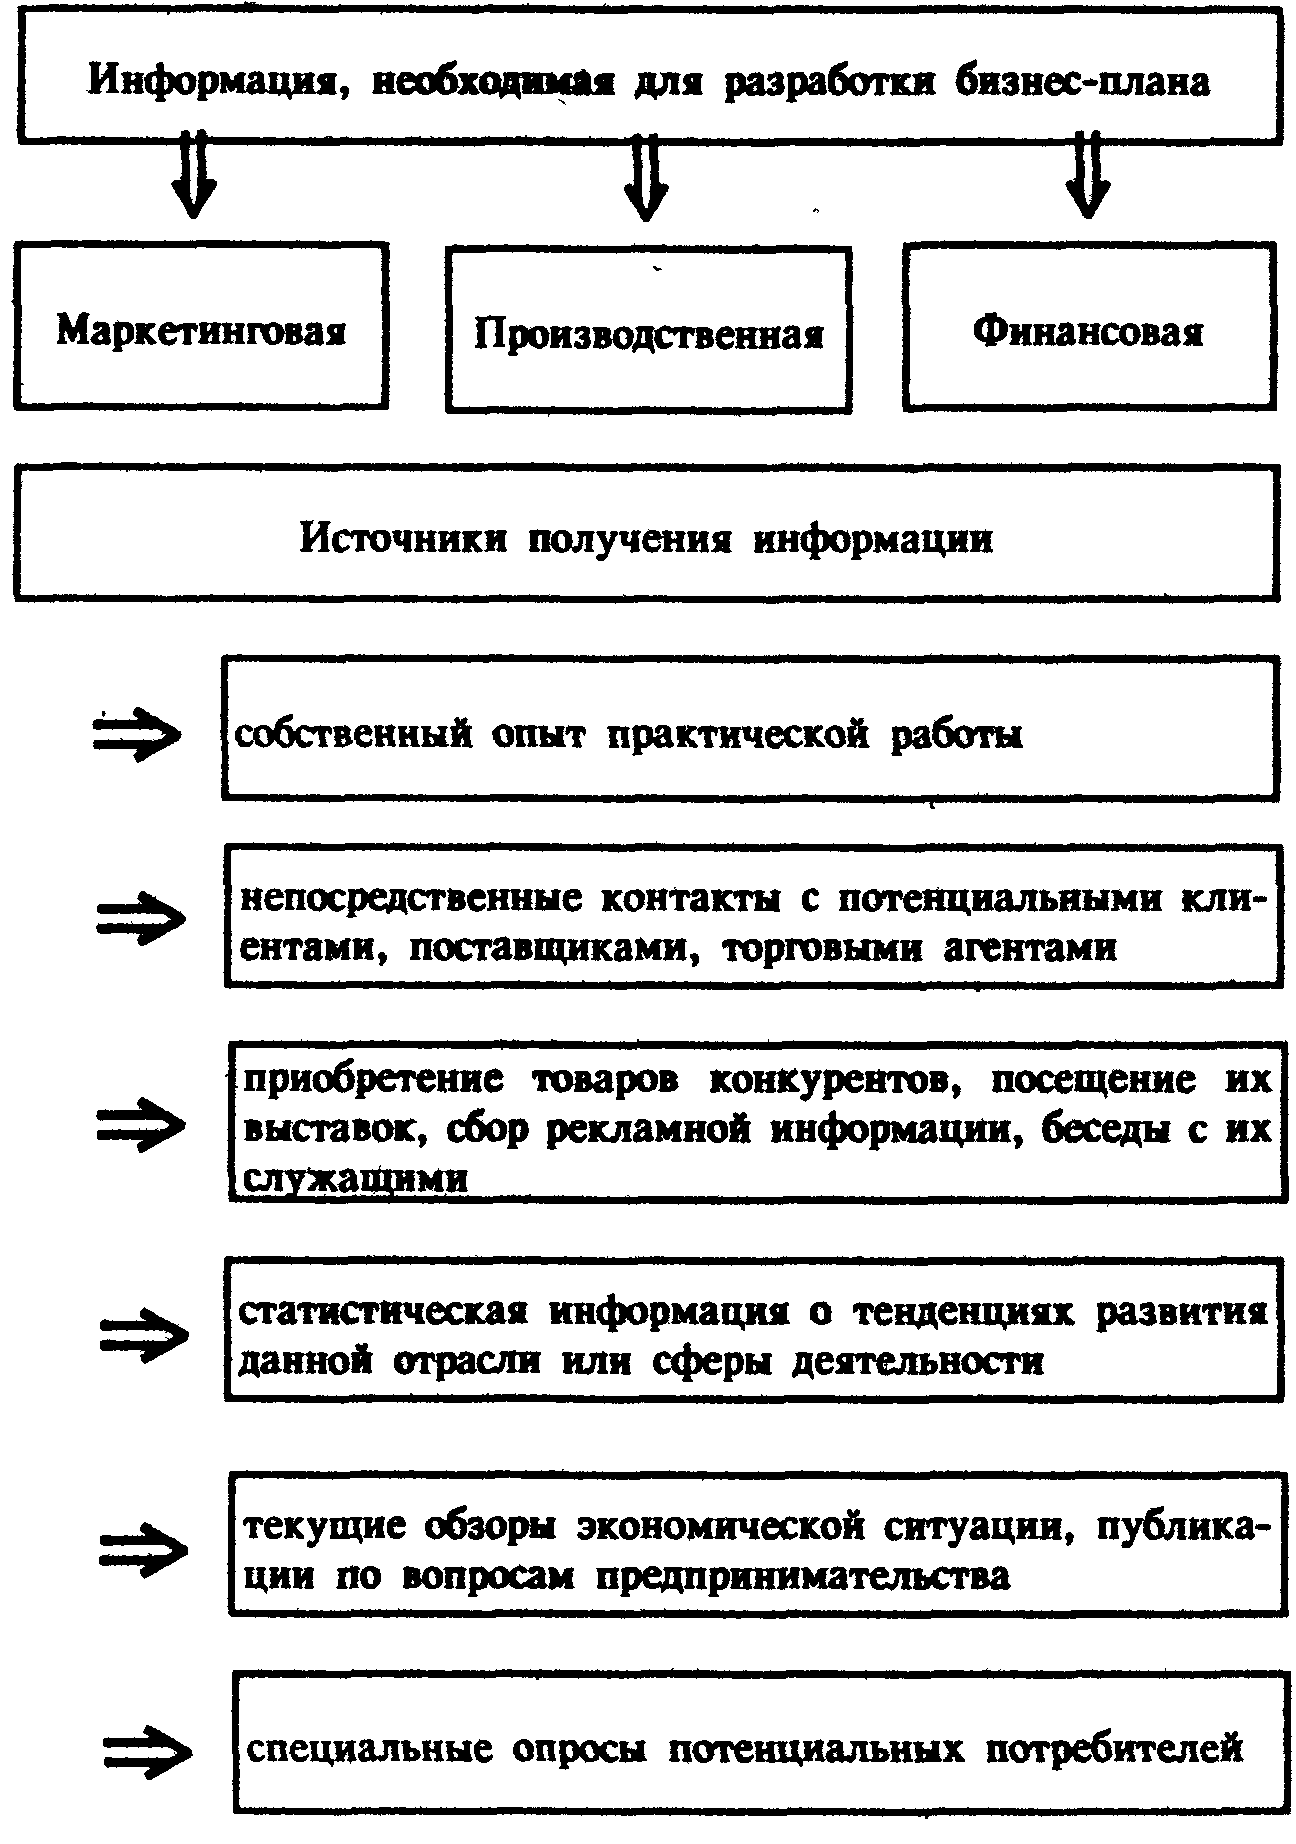 Информация, необходимая для разработки бизнес-плана
Маркетинговая
Производственная
Финансовая
Источники получения информации
собственный опыт практической работы
непосредственные контакты с потенциальными кли-
ентами, поставщиками, торговыми агентами
приобретение товаров конкурентов, посещение их
выставок, сбор рекламной информации, беседы с их
служащими
статистическая информация о тенденциях развития
данной отрасли или сферы деятельности
текущие обзоры экономической ситуации, публика-
ции по вопросам предпринимательства
специальные опросы потенциальных потребителей